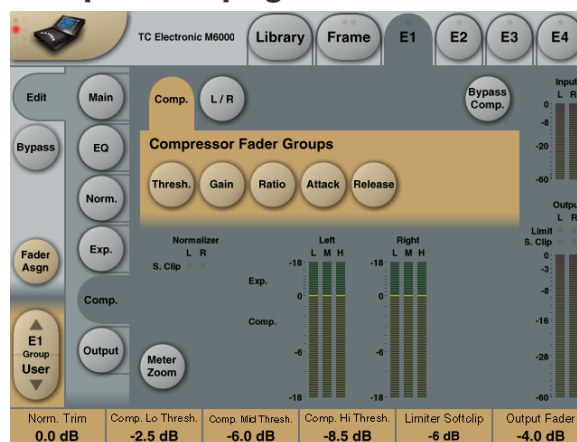 TC Electronic M6000
Library
Frame
E1
E2
E3
E4
Edit
Bypass
Fader
Asgn
E1
Group
User
Main
EQ
Norm.
Exp.
Comp.
Output
Comp.
L / R
Bypass
Comp.
Compressor Fader Groups
Thresh.
Gain
Ratio
Attack
Release
Normalizer
L R
S. Clip
Left
L M H
Right
L M H
-18
-18
Exp.
0
0
Comp.
-6
-6
-18
-18
Meter
Zoom
Input
L R
0
-8
-20
-60
Output
L R
Limit
S. Clip
0
-3
-8
-16
-28
-60
Norm. Trim
0.0 dB
Comp. Lo Thresh.
-2.5 dB
Comp. Mid Thresh.
-6.0 dB
Comp. Hi Thresh.
-8.5 dB
Limiter Softclip
-6 dB
Output Fader
-4.0 dB